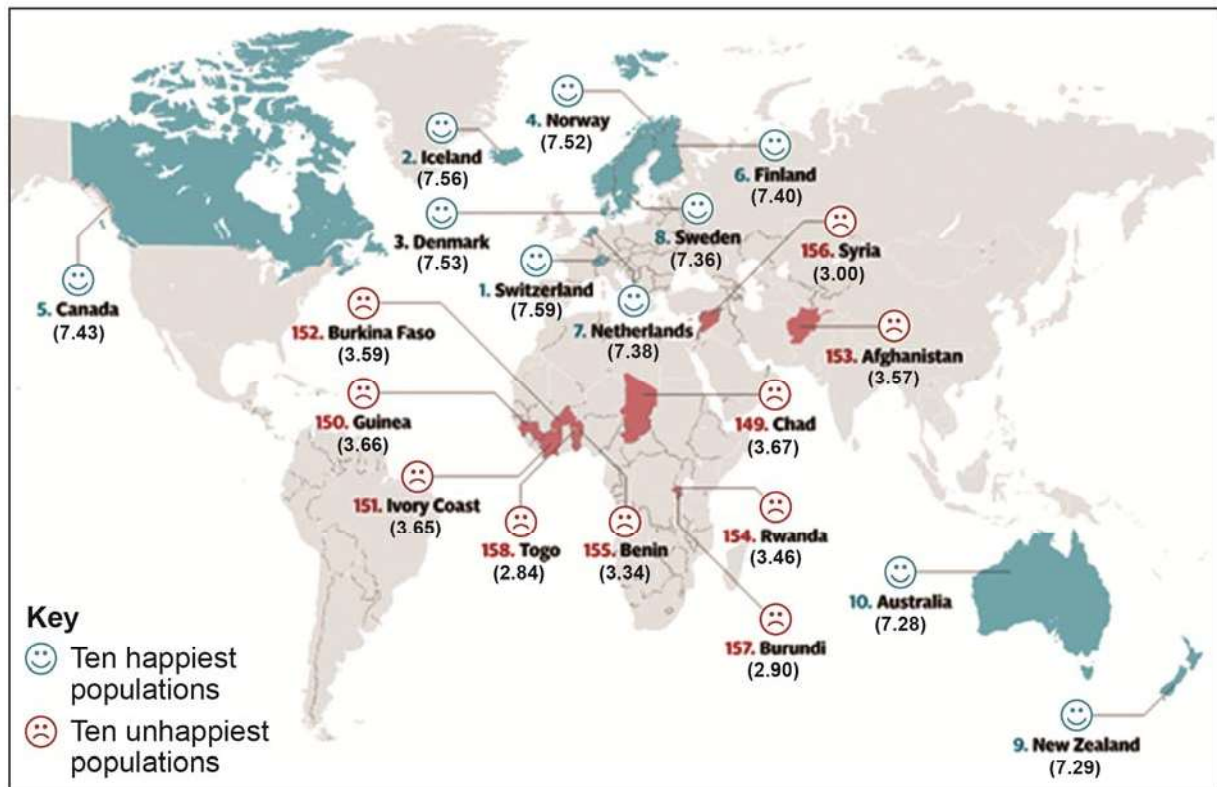 4. Norway
(7.52)
2. Iceland
(7.56)
6. Finland
(7.40)
3. Denmark
(7.53)
8. Sweden
(7.36)
156. Syria
(3.00)
1. Switzerland
(7.59)
5. Canada
(7.43)
7. Netherlands
(7.38)
152. Burkina Faso
(3.59)
153. Afghanistan
(3.57)
150. Guinea
(3.66)
149. Chad
(3.67)
151. Ivory Coast
(3.65)
158. Togo
(2.84)
155. Benin
(3.34)
154. Rwanda
(3.46)
10. Australia
(7.28)
157. Burundi
(2.90)
9. New Zealand
(7.29)
Key
Ten happiest
populations
Ten unhappiest
populations